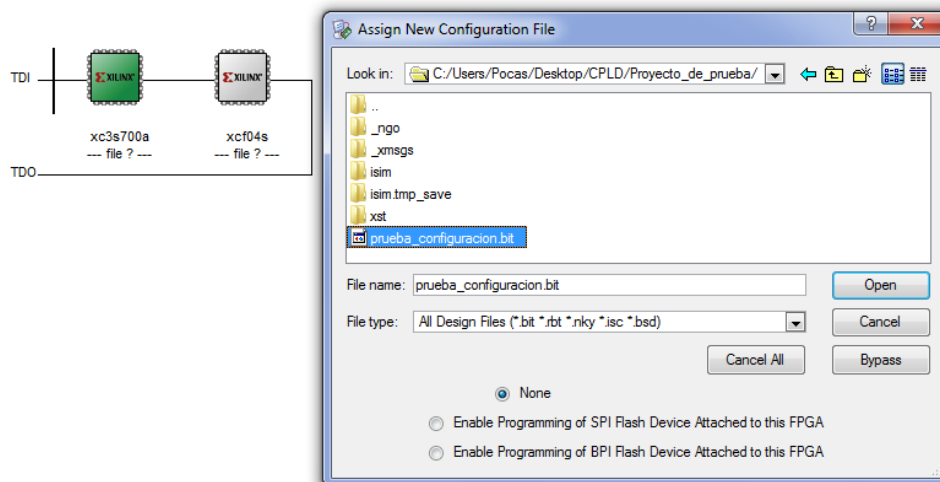 TDI
XILINX
XILINX
xc3s700a
--- file ? ---
xcf04s
--- file ? ---
TDO
Assign New Configuration File
Look in: C:/Users/Pocas/Desktop/CPLD/Proyecto_de_prueba/
..
_ngo
_xmsgs
isim
isim.tmp_save
xst
prueba_configuracion.bit
File name: prueba_configuracion.bit Open
File type: All Design Files (*.bit *.rbt *.nky *.isc *.bsd) Cancel
Cancel All Bypass
None
Enable Programming of SPI Flash Device Attached to this FPGA
Enable Programming of BPI Flash Device Attached to this FPGA